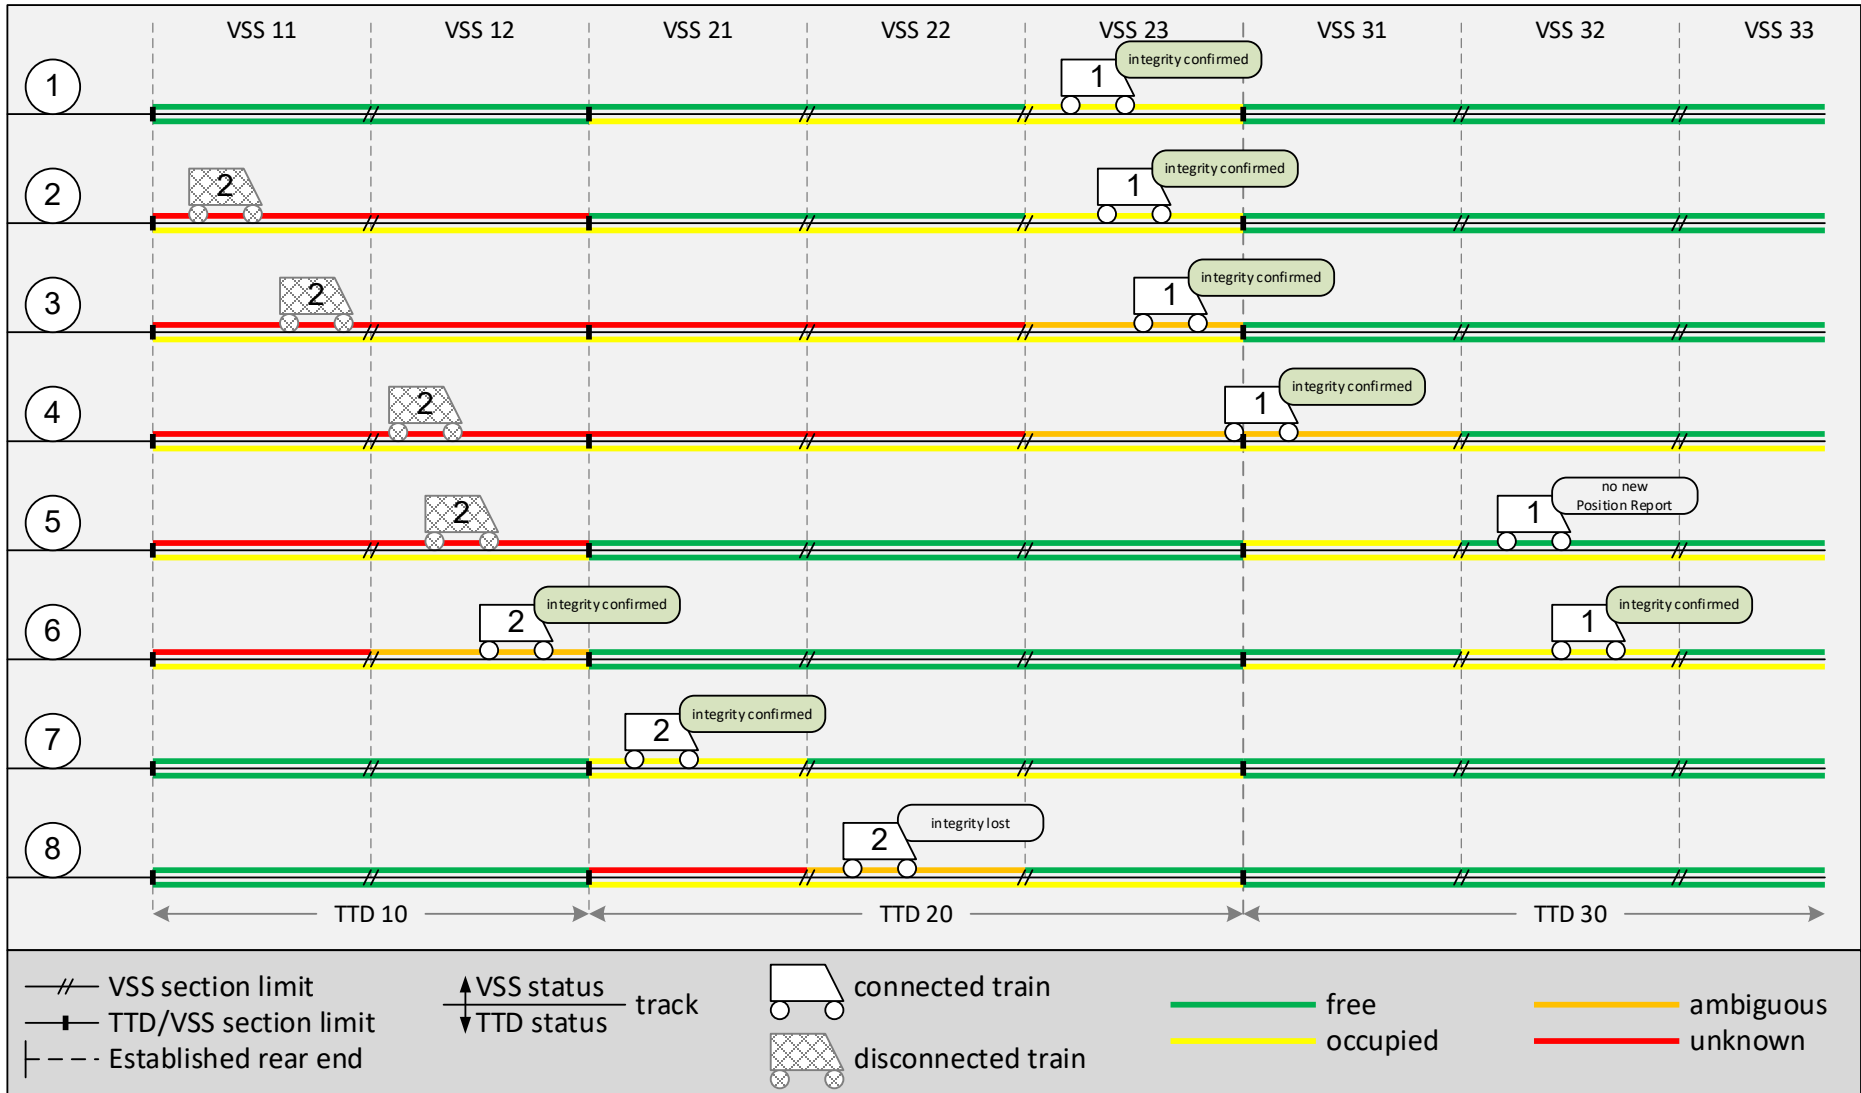 VSS 11 VSS 12 VSS 21 VSS 22 VSS 23 VSS 31 VSS 32 VSS 33
1 1 integrity confirmed
2 2 1 integrity confirmed
3 2 1 integrity confirmed
4 2 1 integrity confirmed
5 2 1 no new
Position Report
6 2 integrity confirmed 1 integrity confirmed
7 2 integrity confirmed
8 2 integrity lost
TTD 10 TTD 20 TTD 30
VSS section limit
TTD/VSS section limit
Established rear end
VSS status
TTD status
track
connected train
disconnected train
free
occupied
ambiguous
unknown